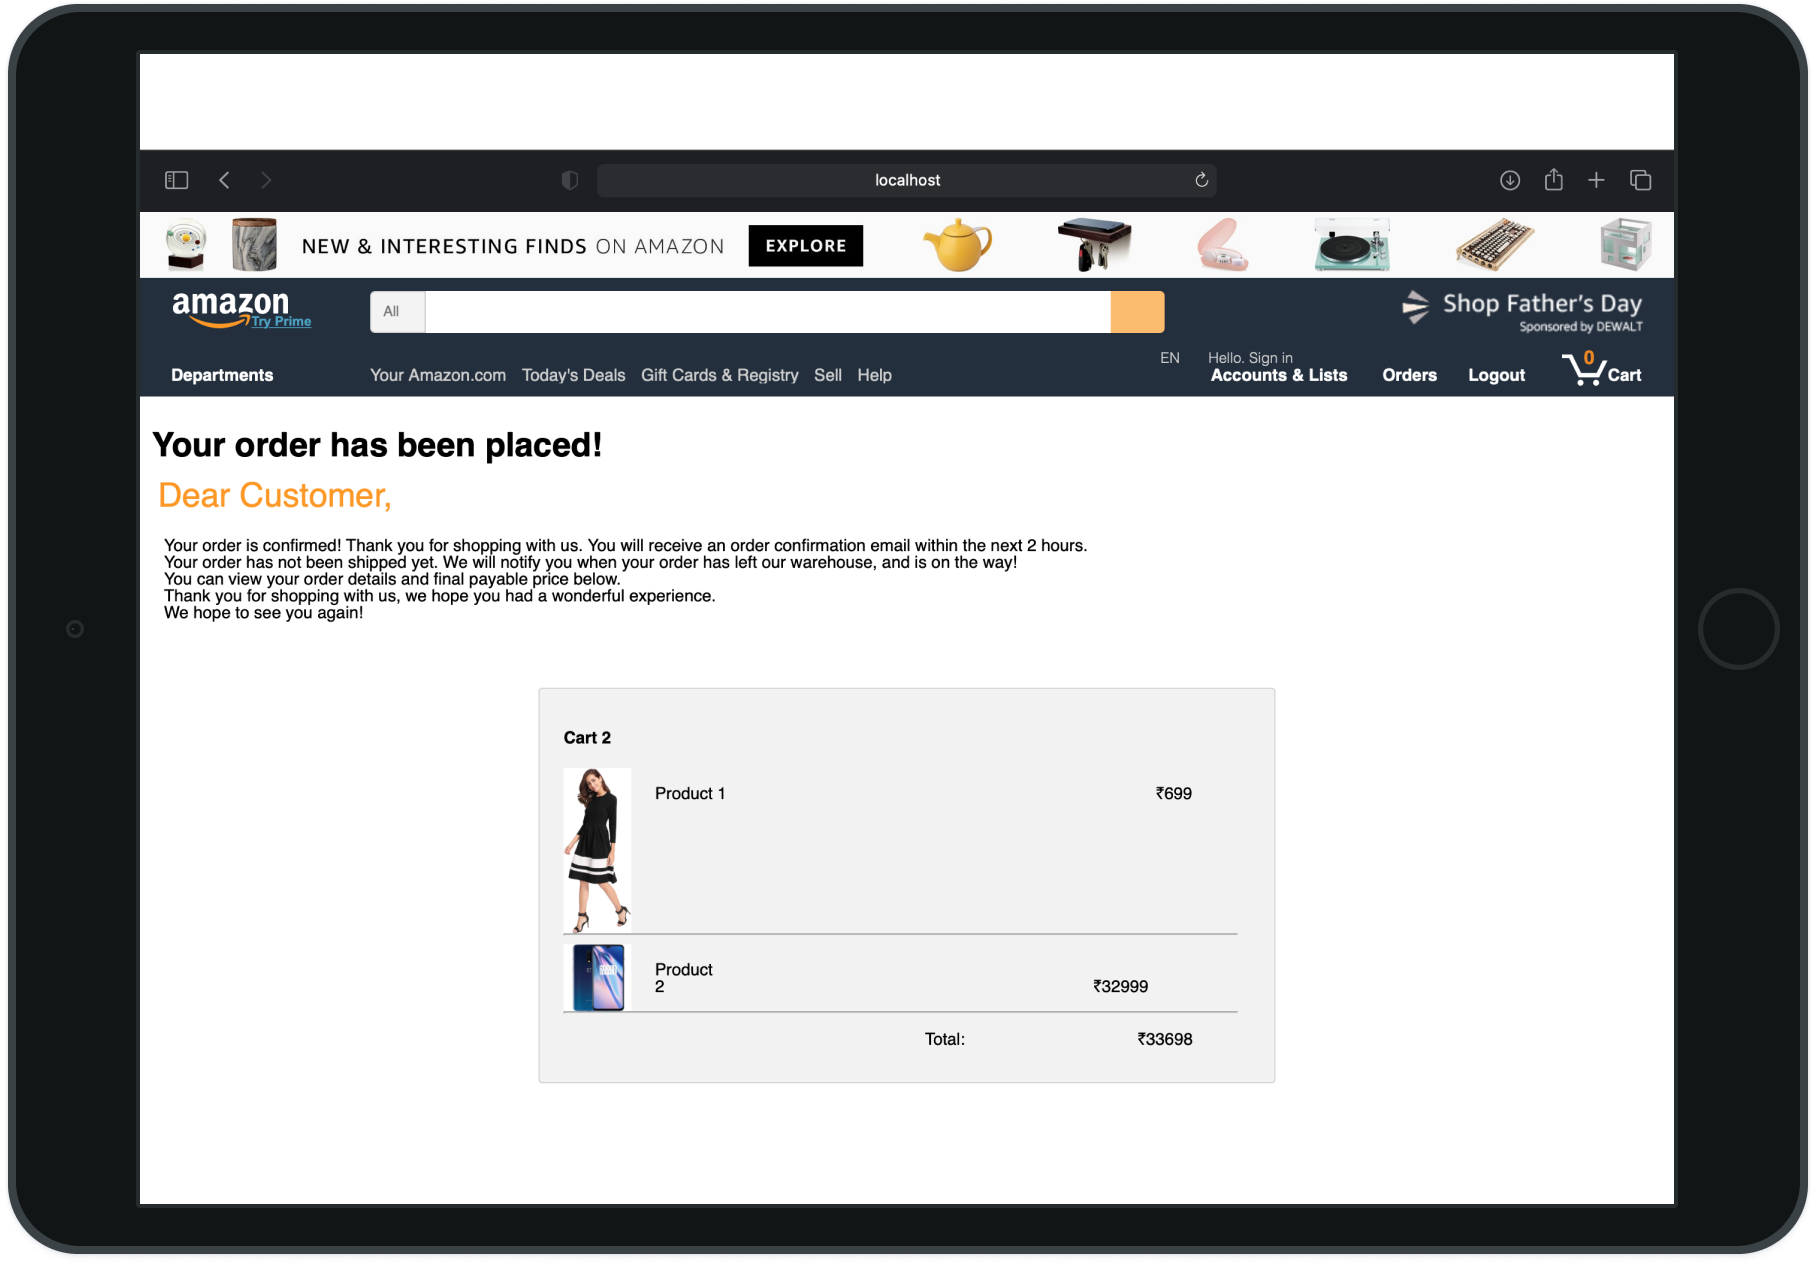 localhost
NEW & INTERESTING FINDS ON AMAZON EXPLORE
amazon
Try Prime
All
Shop Father's Day
Sponsored by DEWALT
Departments
Your Amazon.com Today's Deals Gift Cards & Registry Sell Help
EN
Hello. Sign in
Accounts & Lists
Orders
Logout
0
Cart
Your order has been placed!
Dear Customer,
Your order is confirmed! Thank you for shopping with us. You will receive an order confirmation email within the next 2 hours.
Your order has not been shipped yet. We will notify you when your order has left our warehouse, and is on the way!
You can view your order details and final payable price below.
Thank you for shopping with us, we hope you had a wonderful experience.
We hope to see you again!
Cart 2
Product 1 ₹699
Product
2 ₹32999
Total: ₹33698